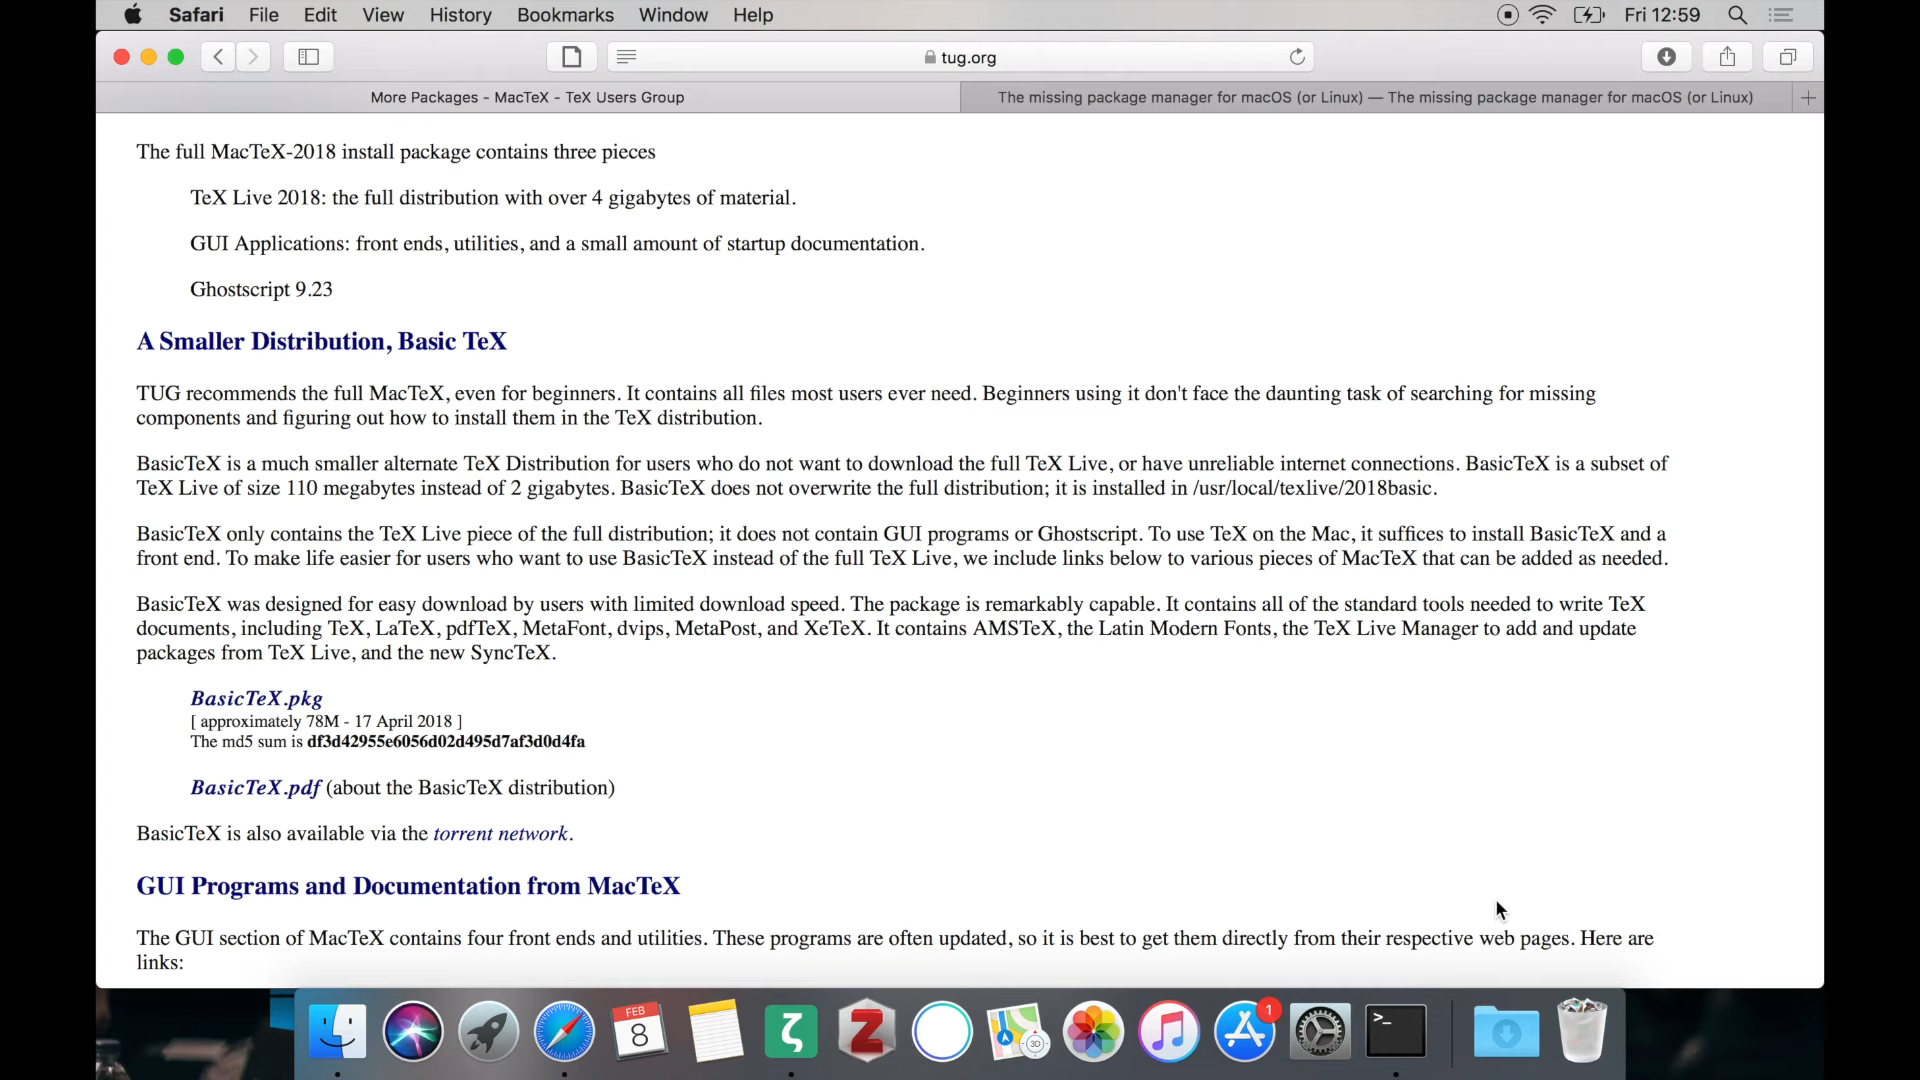 Safari File Edit View History Bookmarks Window Help Fri 12:59
tug.org
More Packages - MacTeX - TeX Users Group
The missing package manager for macOS (or Linux) — The missing package manager for macOS (or Linux)
The full MacTeX-2018 install package contains three pieces
TeX Live 2018: the full distribution with over 4 gigabytes of material.
GUI Applications: front ends, utilities, and a small amount of startup documentation.
Ghostscript 9.23
A Smaller Distribution, Basic TeX
TUG recommends the full MacTeX, even for beginners. It contains all files most users ever need. Beginners using it don't face the daunting task of searching for missing
components and figuring out how to install them in the TeX distribution.
BasicTeX is a much smaller alternate TeX Distribution for users who do not want to download the full TeX Live, or have unreliable internet connections. BasicTeX is a subset of
TeX Live of size 110 megabytes instead of 2 gigabytes. BasicTeX does not overwrite the full distribution; it is installed in /usr/local/texlive/2018basic.
BasicTeX only contains the TeX Live piece of the full distribution; it does not contain GUI programs or Ghostscript. To use TeX on the Mac, it suffices to install BasicTeX and a
front end. To make life easier for users who want to use BasicTeX instead of the full TeX Live, we include links below to various pieces of MacTeX that can be added as needed.
BasicTeX was designed for easy download by users with limited download speed. The package is remarkably capable. It contains all of the standard tools needed to write TeX
documents, including TeX, LaTeX, pdfTeX, MetaFont, dvips, MetaPost, and XeTeX. It contains AMSTeX, the Latin Modern Fonts, the TeX Live Manager to add and update
packages from TeX Live, and the new SyncTeX.
BasicTeX.pkg
[ approximately 78M - 17 April 2018 ]
The md5 sum is df3d42955e6056d02d495d7af3d0d4fa
BasicTeX.pdf (about the BasicTeX distribution)
BasicTeX is also available via the torrent network.
GUI Programs and Documentation from MacTeX
The GUI section of MacTeX contains four front ends and utilities. These programs are often updated, so it is best to get them directly from their respective web pages. Here are
links:
FEB
8
ζ
Z
3D
1
>_